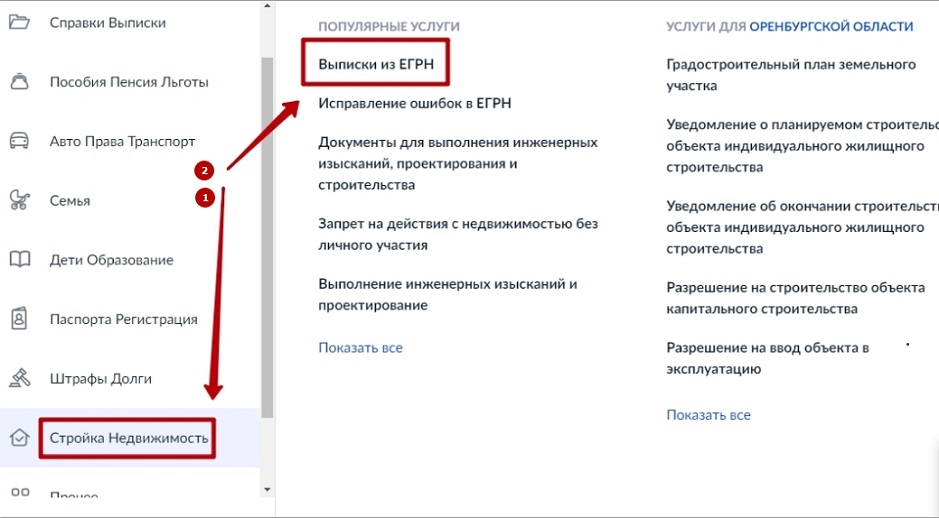 Справки Выписки
Пособия Пенсия Льготы
Авто Права Транспорт
Семья
Дети Образование
Паспорта Регистрация
Штрафы Долги
Стройка Недвижимость
Прочее
2
1
ПОПУЛЯРНЫЕ УСЛУГИ
Выписки из ЕГРН
Исправление ошибок в ЕГРН
Документы для выполнения инженерных
изысканий, проектирования и
строительства
Запрет на действия с недвижимостью без
личного участия
Выполнение инженерных изысканий и
проектирование
Показать все
УСЛУГИ ДЛЯ ОРЕНБУРГСКОЙ ОБЛАСТИ
Градостроительный план земельного
участка
Уведомление о планируемом строительс
объекта индивидуального жилищного
строительства
Уведомление об окончании строительст
объекта индивидуального жилищного
строительства
Разрешение на строительство объекта
капитального строительства
Разрешение на ввод объекта в
эксплуатацию
Показать все